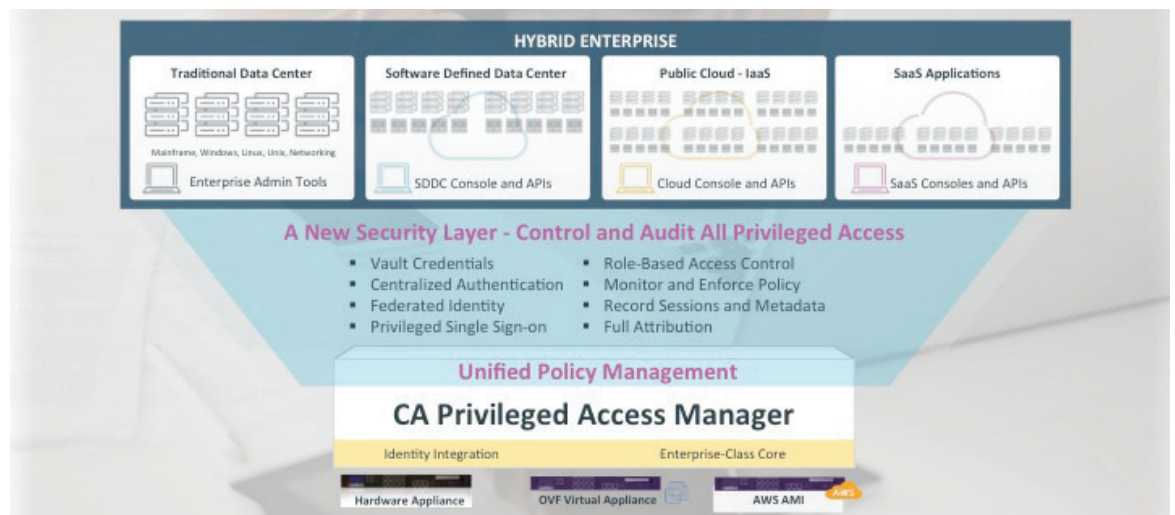 HYBRID ENTERPRISE
Traditional Data Center
Mainframe, Windows, Linux, Unix, Networking
Enterprise Admin Tools
Software Defined Data Center
SDDC Console and APIs
Public Cloud - IaaS
Cloud Console and APIs
SaaS Applications
SaaS Consoles and APIs
A New Security Layer - Control and Audit All Privileged Access
▪ Vault Credentials
▪ Centralized Authentication
▪ Federated Identity
▪ Privileged Single Sign-on
▪ Role-Based Access Control
▪ Monitor and Enforce Policy
▪ Record Sessions and Metadata
▪ Full Attribution
Unified Policy Management
CA Privileged Access Manager
Identity Integration
Enterprise-Class Core
Hardware Appliance
OVF Virtual Appliance
AWS AMI
AWS